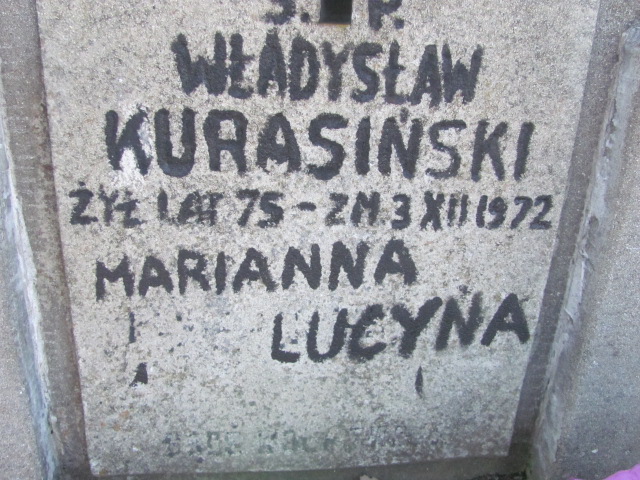 Ś. P.
WŁADYSŁAW
KURASIŃSKI
ŻYŁ LAT 75 - ZM 3 XII 1972
MARIANNA
LUCYNA